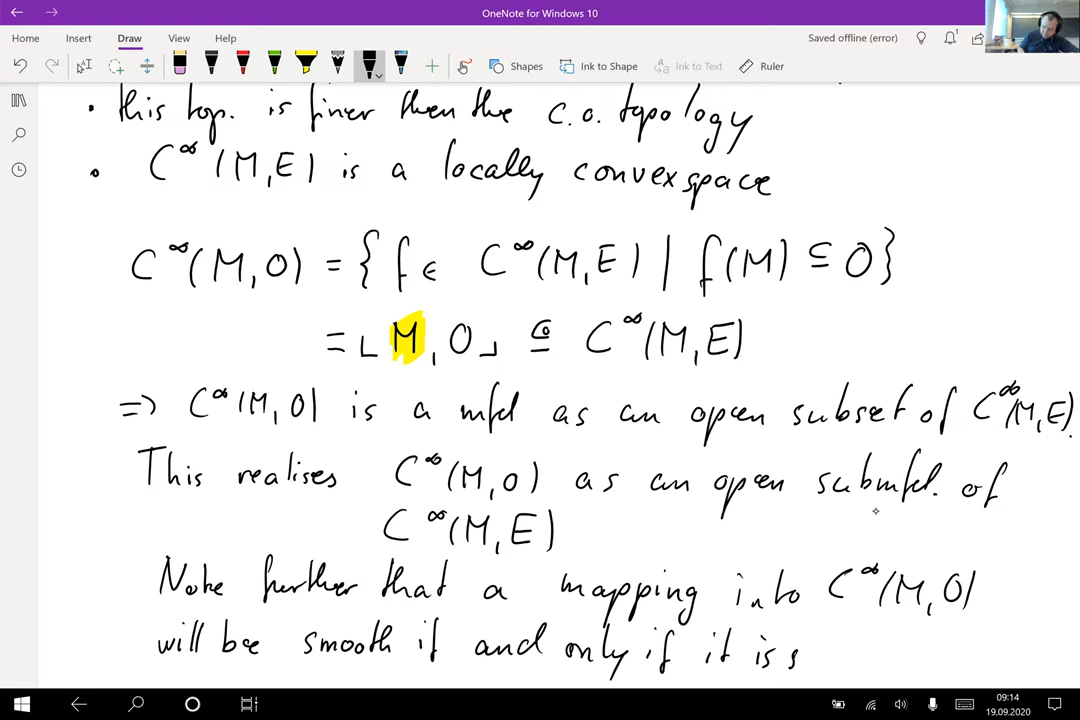 OneNote for Windows 10
Home Insert Draw View Help Saved offline (error)
Shapes Ink to Shape Ink to Text Ruler
• this top. is finer then the c.o. topology
• C^∞(M,E) is a locally convex space
C^∞(M,O) = { f ∈ C^∞(M,E) | f(M) ⊆ O }
= ⌊M,O⌋ ⊆ C^∞(M,E)
=> C^∞(M,O) is a mfd as an open subset of C^∞(M,E).
This realises C^∞(M,O) as an open submfd. of
C^∞(M,E)
Note further that a mapping into C^∞(M,O)
will be smooth if and only if it is s
09:14
19.09.2020